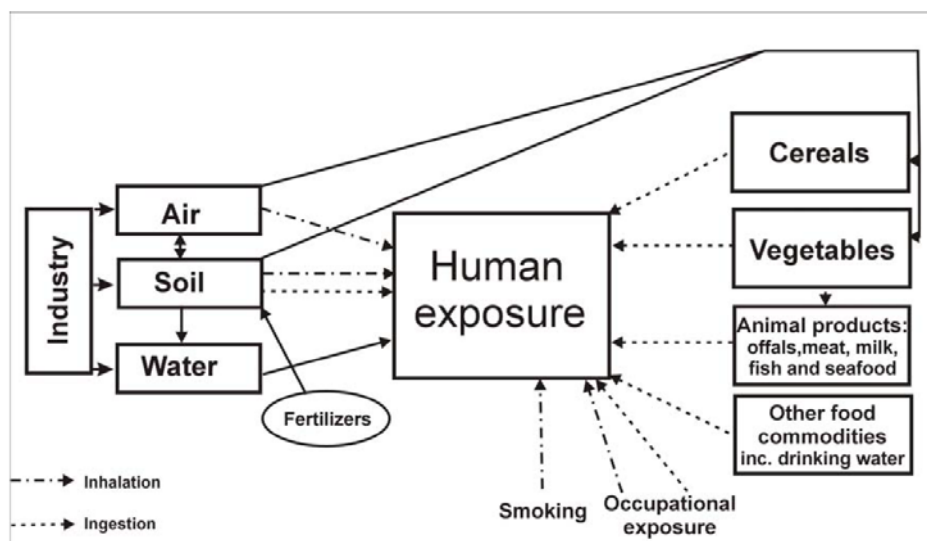 Industry
Air
Soil
Water
Fertilizers
Human
exposure
Cereals
Vegetables
Animal products:
offals,meat, milk,
fish and seafood
Other food
commodities
inc. drinking water
Smoking
Occupational
exposure
Inhalation
Ingestion